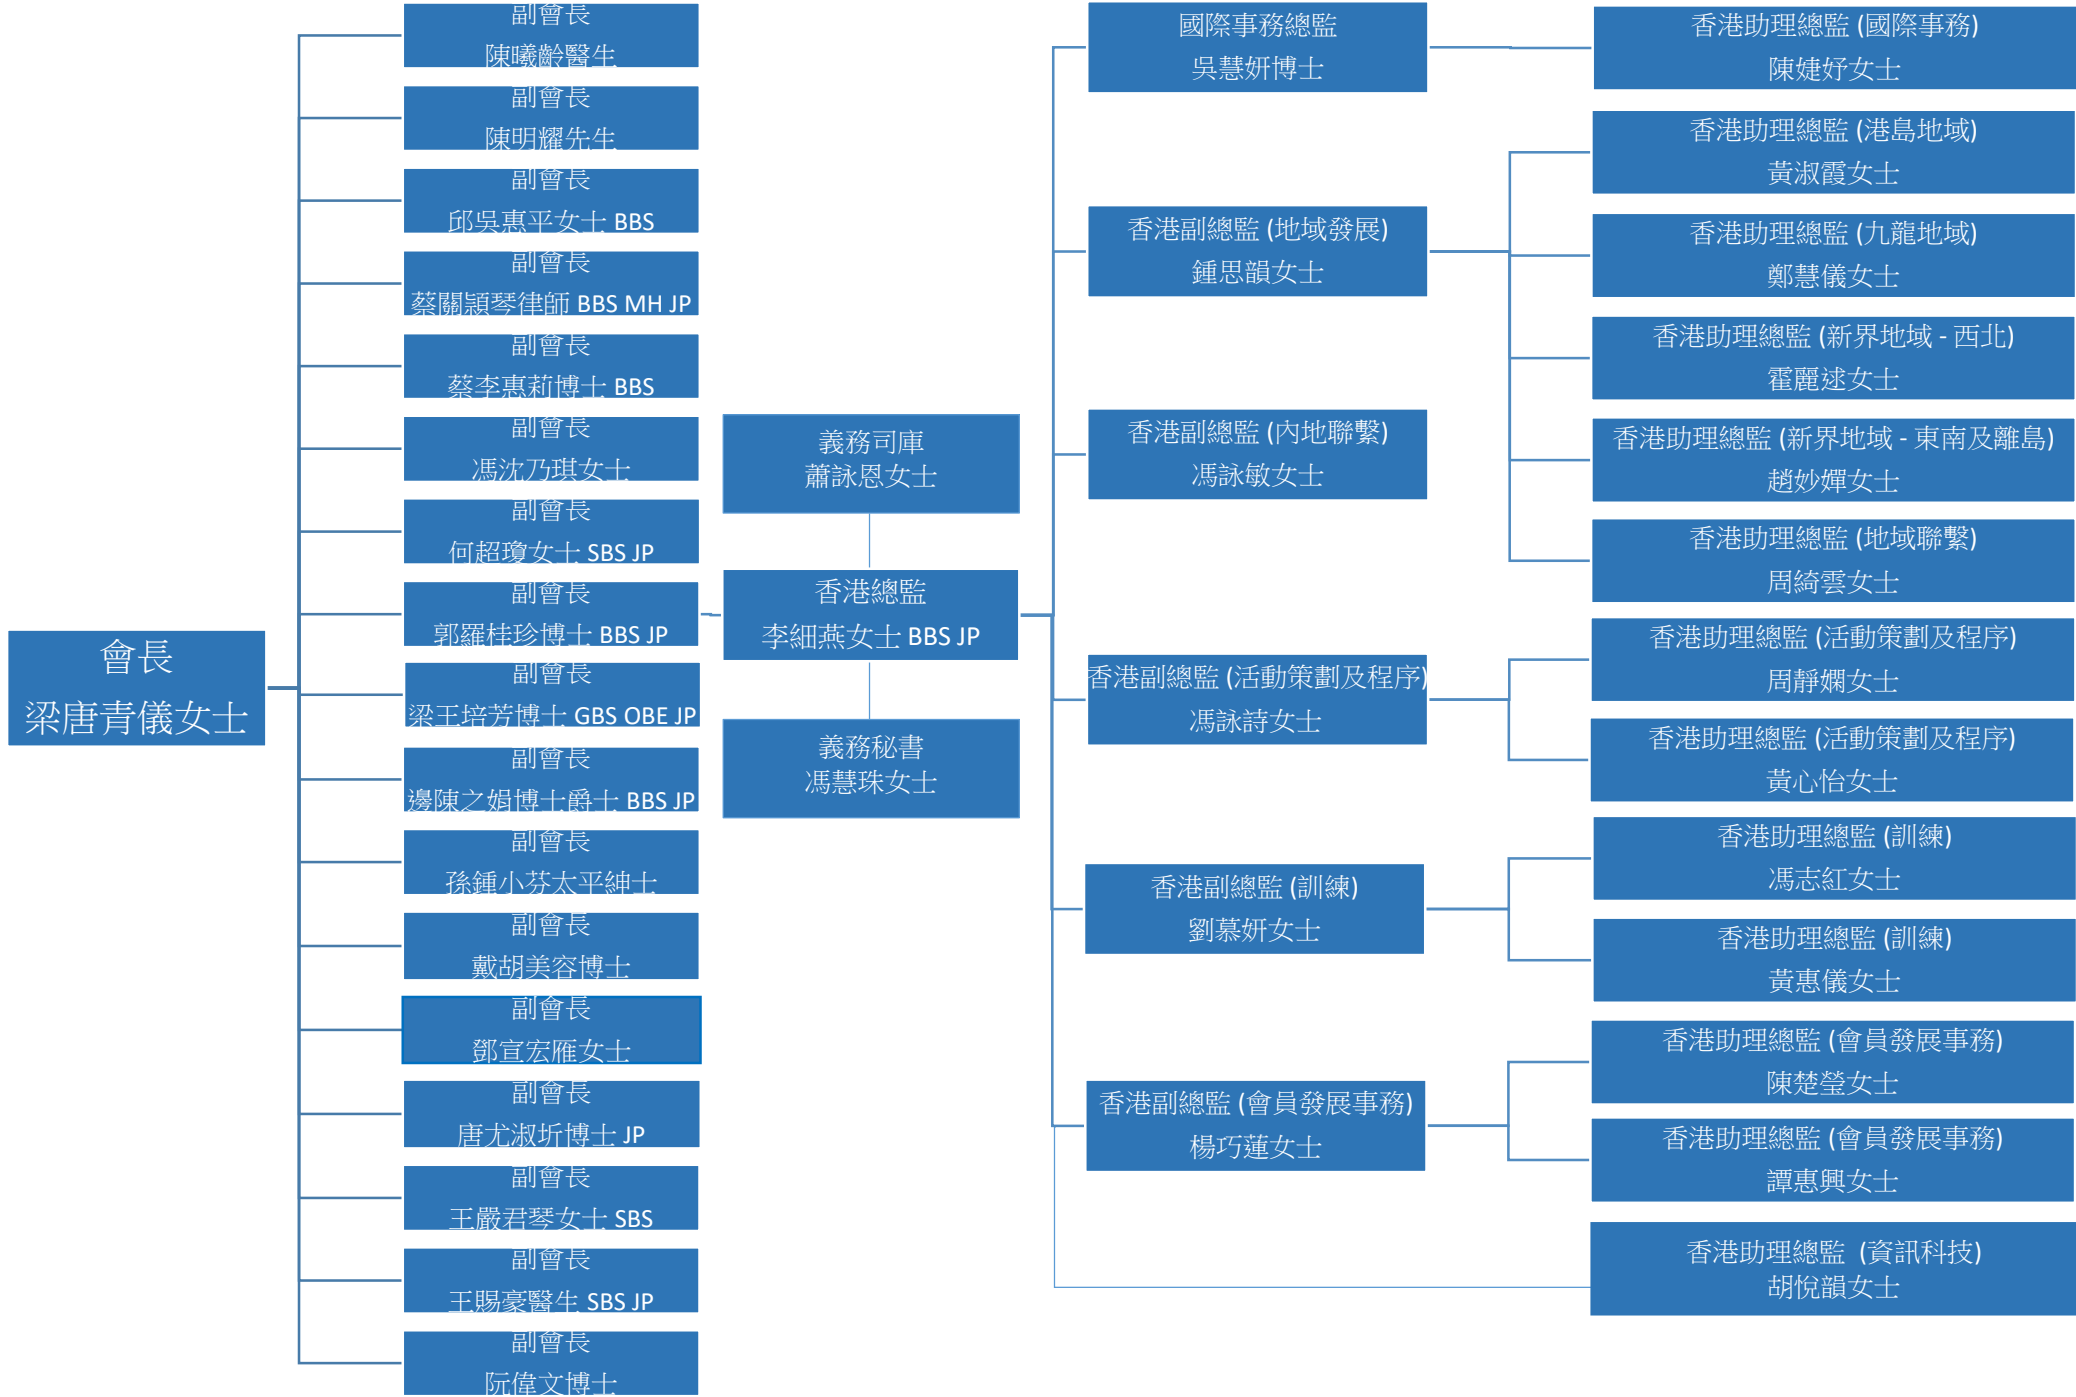 會長
梁唐青儀女士
副會長
陳曦齡醫生
副會長
陳明耀先生
副會長
邱吳惠平女士 BBS
副會長
蔡關頴琴律師 BBS MH JP
副會長
蔡李惠莉博士 BBS
副會長
馮沈乃琪女士
副會長
何超瓊女士 SBS JP
副會長
郭羅桂珍博士 BBS JP
副會長
梁王培芳博士 GBS OBE JP
副會長
邊陳之娟博士爵士 BBS JP
副會長
孫鍾小芬太平紳士
副會長
戴胡美容博士
副會長
鄧宣宏雁女士
副會長
唐尤淑圻博士 JP
副會長
王嚴君琴女士 SBS
副會長
王賜豪醫生 SBS JP
副會長
阮偉文博士
義務司庫
蕭詠恩女士
香港總監
李細燕女士 BBS JP
義務秘書
馮慧珠女士
國際事務總監
吳慧妍博士
香港副總監 (地域發展)
鍾思韻女士
香港副總監 (內地聯繫)
馮詠敏女士
香港副總監 (活動策劃及程序)
馮詠詩女士
香港副總監 (訓練)
劉慕妍女士
香港副總監 (會員發展事務)
楊巧蓮女士
香港助理總監 (國際事務)
陳婕妤女士
香港助理總監 (港島地域)
黃淑霞女士
香港助理總監 (九龍地域)
鄭慧儀女士
香港助理總監 (新界地域 - 西北)
霍麗逑女士
香港助理總監 (新界地域 - 東南及離島)
趙妙嬋女士
香港助理總監 (地域聯繫)
周綺雲女士
香港助理總監 (活動策劃及程序)
周靜嫻女士
香港助理總監 (活動策劃及程序)
黃心怡女士
香港助理總監 (訓練)
馮志紅女士
香港助理總監 (訓練)
黃惠儀女士
香港助理總監 (會員發展事務)
陳楚瑩女士
香港助理總監 (會員發展事務)
譚惠興女士
香港助理總監 (資訊科技)
胡悅韻女士